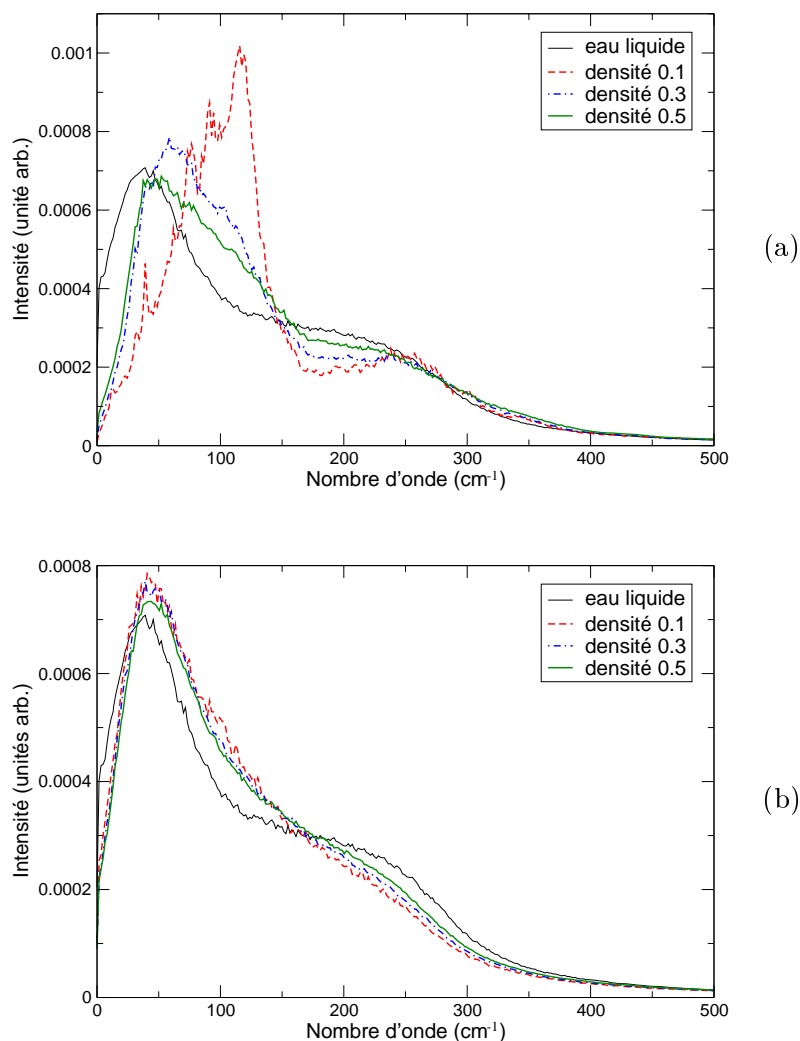 eau liquide
densité 0.1
densité 0.3
densité 0.5
0.001
0.0008
0.0006
0.0004
0.0002
0
Intensité (unité arb.)
0 100 200 300 400 500
Nombre d'onde (cm-1)
(a)
eau liquide
densité 0.1
densité 0.3
densité 0.5
0.0008
0.0006
0.0004
0.0002
0
Intensité (unités arb.)
0 100 200 300 400 500
Nombre d'onde (cm-1)
(b)